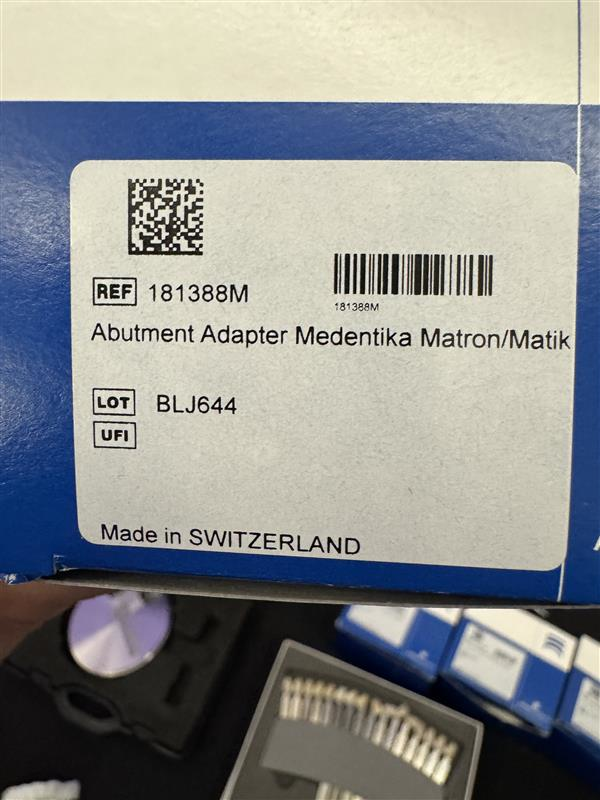 REF 181388M
181388M
Abutment Adapter Medentika Matron/Matik
LOT BLJ644
UFI
Made in SWITZERLAND